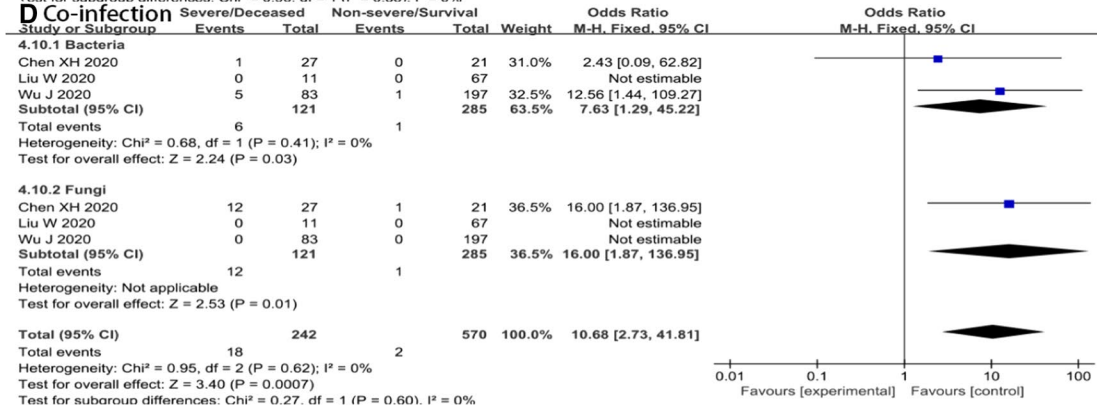 D Co-infection Severe/Deceased Non-severe/Survival Odds Ratio Odds Ratio
Study or Subgroup Events Total Events Total Weight M-H, Fixed, 95% CI M-H, Fixed, 95% CI
4.10.1 Bacteria
Chen XH 2020 1 27 0 21 31.0% 2.43 [0.09, 62.82]
Liu W 2020 0 11 0 67 Not estimable
Wu J 2020 5 83 1 197 32.5% 12.56 [1.44, 109.27]
Subtotal (95% CI) 121 285 63.5% 7.63 [1.29, 45.22]
Total events 6 1
Heterogeneity: Chi² = 0.68, df = 1 (P = 0.41); I² = 0%
Test for overall effect: Z = 2.24 (P = 0.03)
4.10.2 Fungi
Chen XH 2020 12 27 1 21 36.5% 16.00 [1.87, 136.95]
Liu W 2020 0 11 0 67 Not estimable
Wu J 2020 0 83 0 197 Not estimable
Subtotal (95% CI) 121 285 36.5% 16.00 [1.87, 136.95]
Total events 12 1
Heterogeneity: Not applicable
Test for overall effect: Z = 2.53 (P = 0.01)
Total (95% CI) 242 570 100.0% 10.68 [2.73, 41.81]
Total events 18 2
Heterogeneity: Chi² = 0.95, df = 2 (P = 0.62); I² = 0%
Test for overall effect: Z = 3.40 (P = 0.0007)
Test for subgroup differences: Chi² = 0.27, df = 1 (P = 0.60), I² = 0%
0.01 0.1 1 10 100
Favours [experimental] Favours [control]